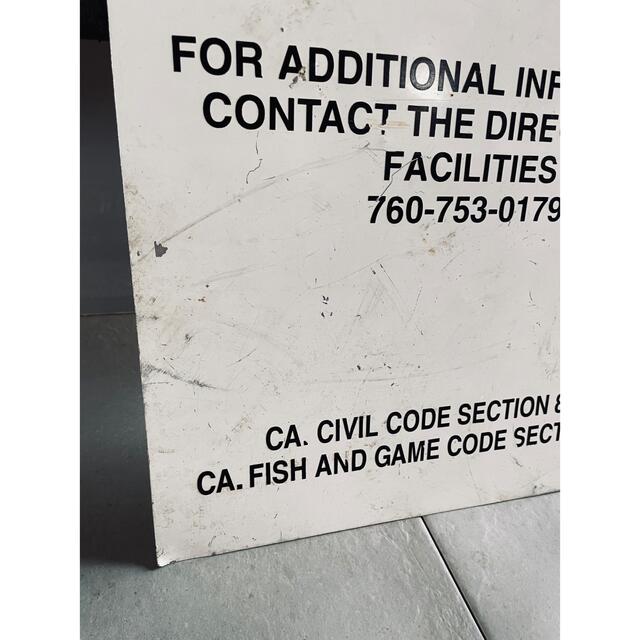 FOR ADDITIONAL INF
CONTACT THE DIRE
FACILITIES
760-753-0179
CA. CIVIL CODE SECTION 8
CA. FISH AND GAME CODE SECT